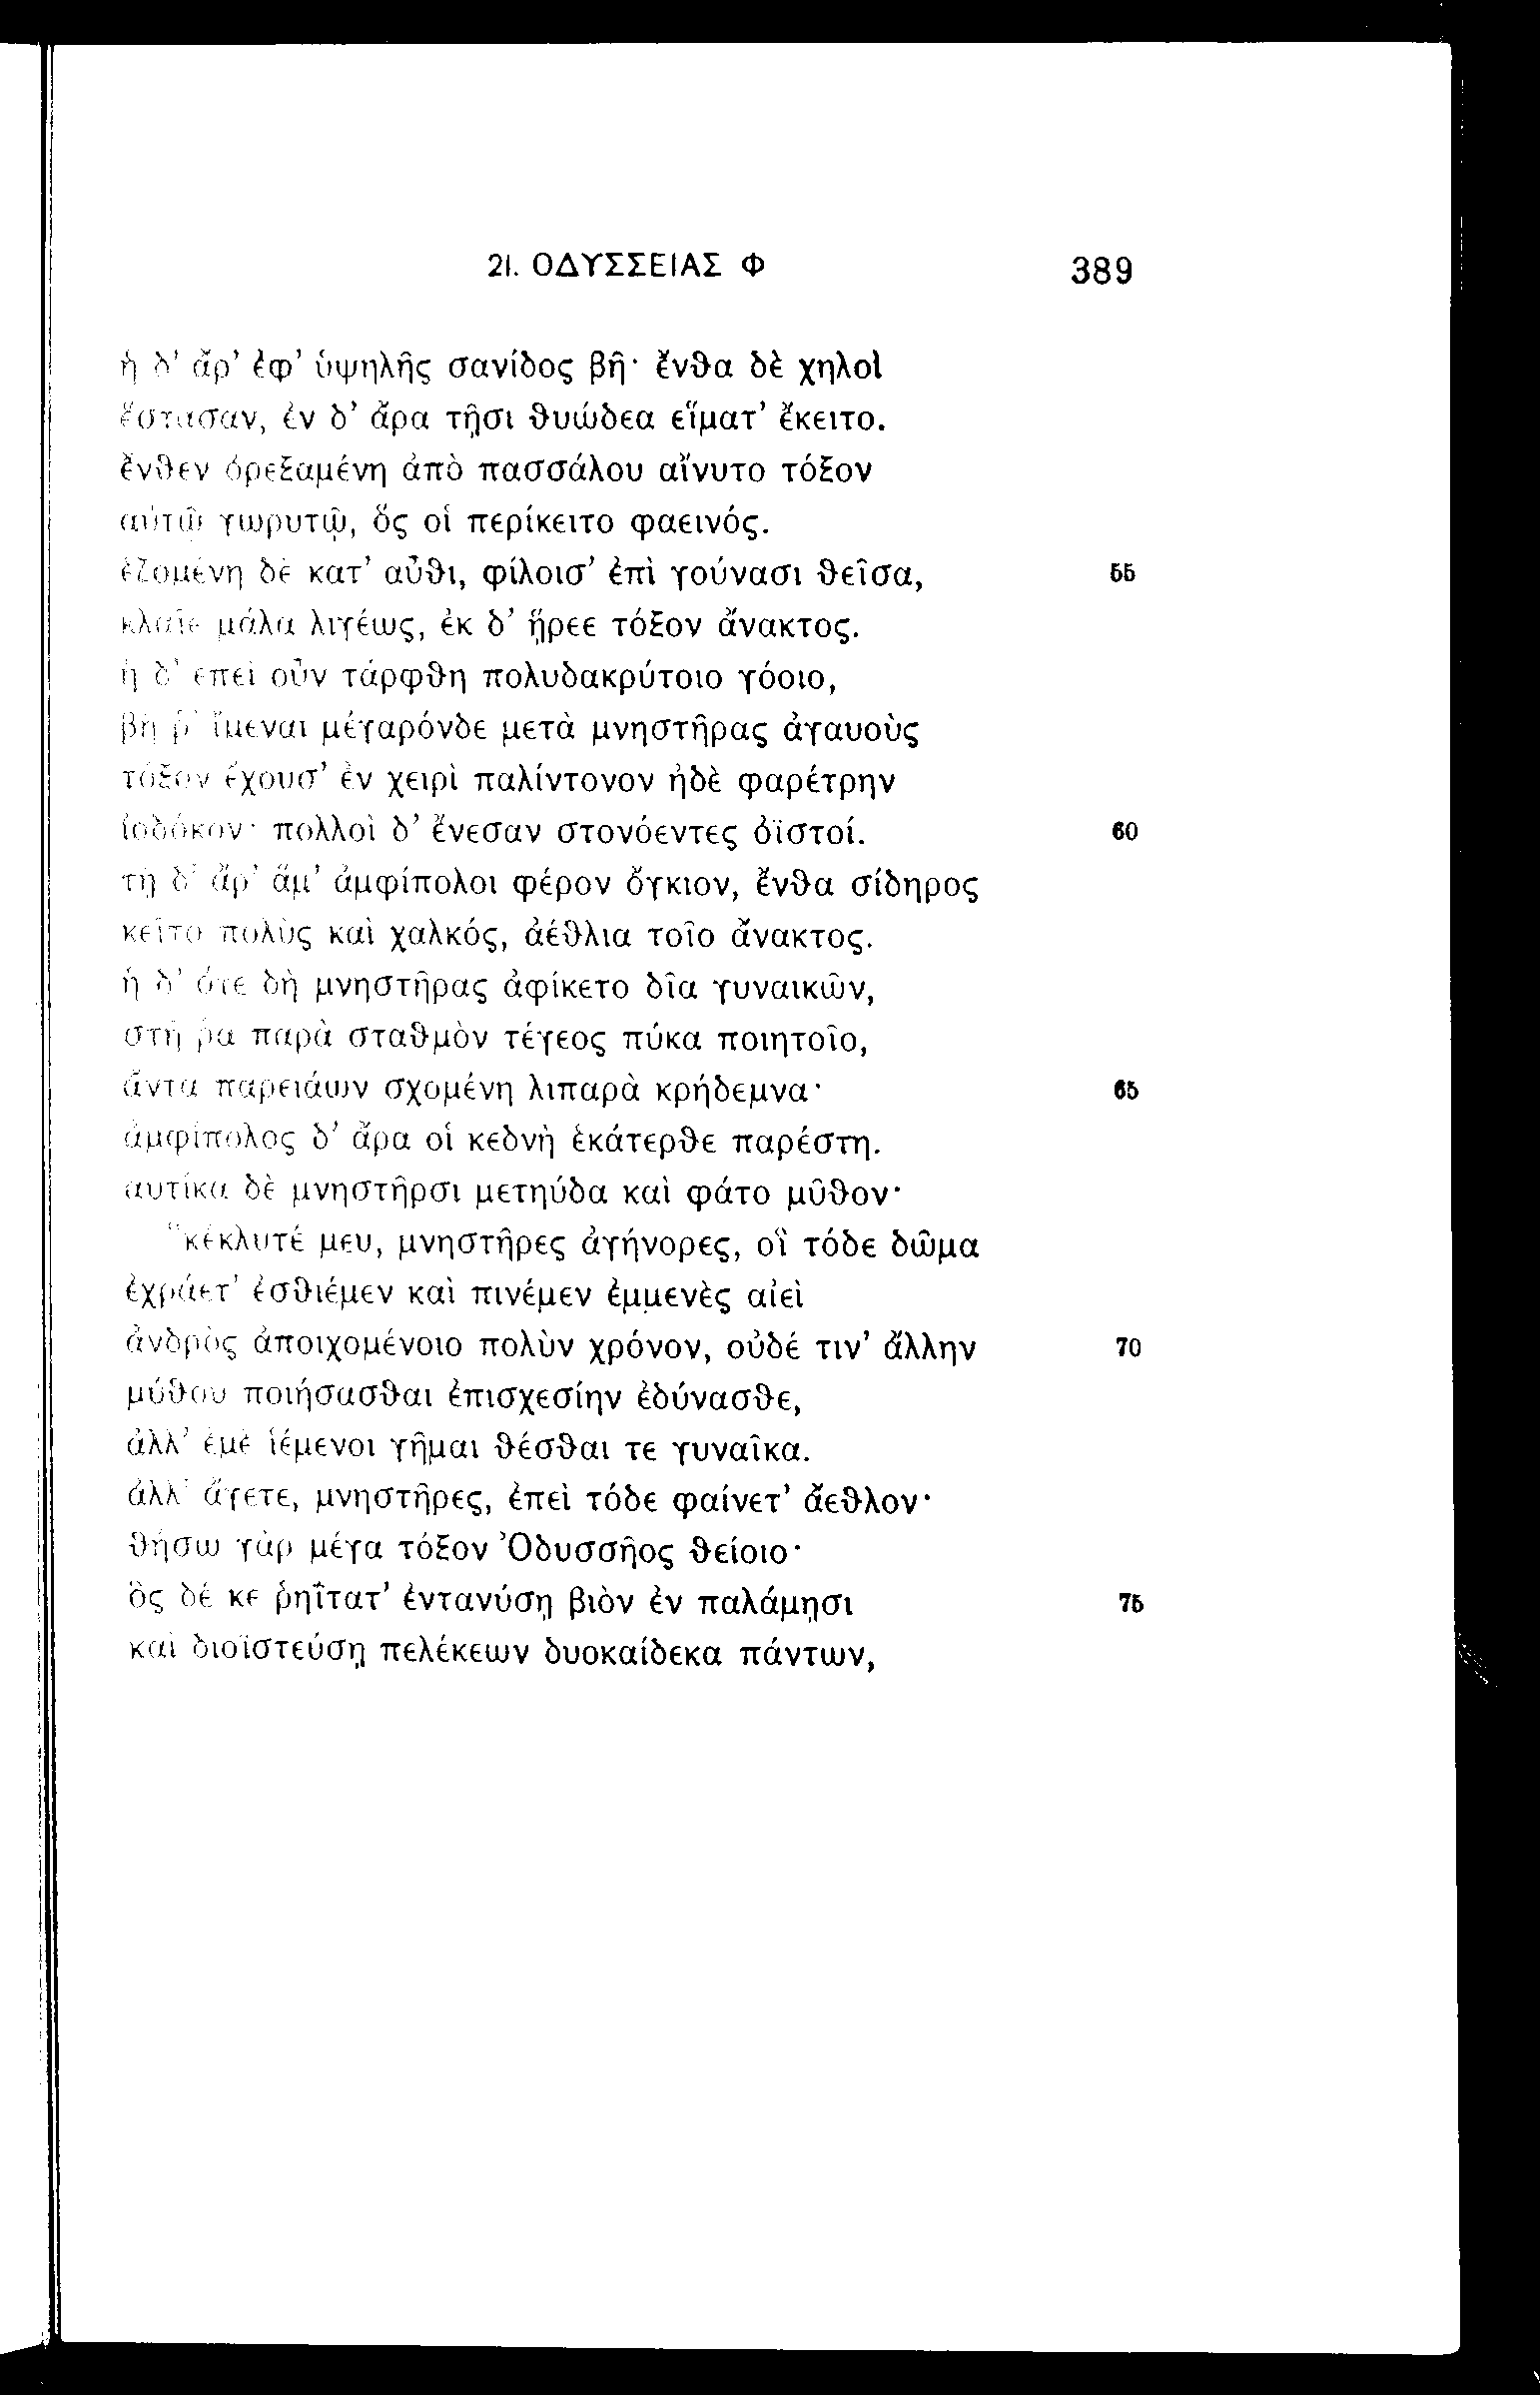 21. ΟΔΥΣΣΕΙΑΣ Φ 389
ἡ δ’ ἄρ’ ἐφ’ ὑψηλῆς σανίδος βῆ· ἔνϑα δὲ χηλοὶ
ἕστασαν, ἐν δ’ ἄρα τῇσι ϑυώδεα εἵματ’ ἔκειτο.
ἔνϑεν ὀρεξαμένη ἀπὸ πασσάλου αἴνυτο τόξον
αὐτῷ γωρυτῷ, ὅς οἱ περίκειτο φαεινός.
ἑζομένη δὲ κατ’ αὖϑι, φίλοισ’ ἐπὶ γούνασι ϑεῖσα, 55
κλαῖε μάλα λιγέως, ἐκ δ’ ᾕρεε τόξον ἄνακτος.
ἡ δ’ ἐπεὶ οὖν τάρφϑη πολυδακρύτοιο γόοιο,
βῆ ῥ’ ἴμεναι μέγαρόνδε μετὰ μνηστῆρας ἀγαυοὺς
τόξον ἔχουσ’ ἐν χειρὶ παλίντονον ἠδὲ φαρέτρην
ἰοδόκον· πολλοὶ δ’ ἔνεσαν στονόεντες ὀϊστοί. 60
τῇ δ’ ἄρ’ ἅμ’ ἀμφίπολοι φέρον ὄγκιον, ἔνϑα σίδηρος
κεῖτο πολὺς καὶ χαλκός, ἀέϑλια τοῖο ἄνακτος.
ἡ δ’ ὅτε δὴ μνηστῆρας ἀφίκετο δῖα γυναικῶν,
στῆ ῥα παρὰ σταϑμὸν τέγεος πύκα ποιητοῖο,
ἄντα παρειάων σχομένη λιπαρὰ κρήδεμνα· 65
ἀμφίπολος δ’ ἄρα οἱ κεδνὴ ἑκάτερϑε παρέστη.
αὐτίκα δὲ μνηστῆρσι μετηύδα καὶ φάτο μῦϑον·
“κέκλυτέ μευ, μνηστῆρες ἀγήνορες, οἳ τόδε δῶμα
ἐχράετ’ ἐσϑιέμεν καὶ πινέμεν ἐμμενὲς αἰεὶ
ἀνδρὸς ἀποιχομένοιο πολὺν χρόνον, οὐδέ τιν’ ἄλλην 70
μύϑου ποιήσασϑαι ἐπισχεσίην ἐδύνασϑε,
ἀλλ’ ἐμὲ ἱέμενοι γῆμαι ϑέσϑαι τε γυναῖκα.
ἀλλ’ ἄγετε, μνηστῆρες, ἐπεὶ τόδε φαίνετ’ ἄεϑλον·
ϑήσω γὰρ μέγα τόξον Ὀδυσσῆος ϑείοιο·
ὃς δέ κε ῥηΐτατ’ ἐντανύσῃ βιὸν ἐν παλάμῃσι 75
καὶ διοϊστεύσῃ πελέκεων δυοκαίδεκα πάντων,